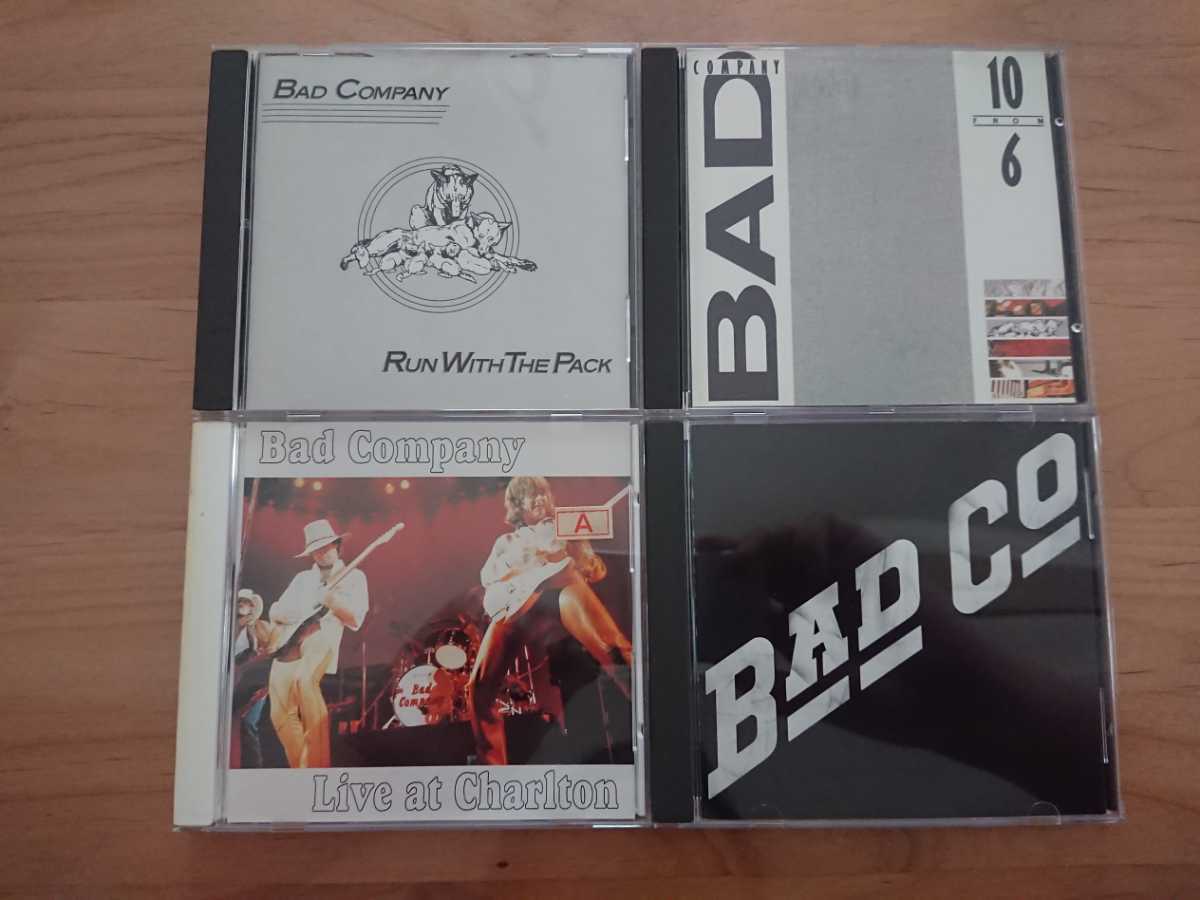 BAD COMPANY
RUN WITH THE PACK
BAD
COMPANY
10
FROM
6
Bad Company
A
Bad
Company
Live at Charlton
BAD CO